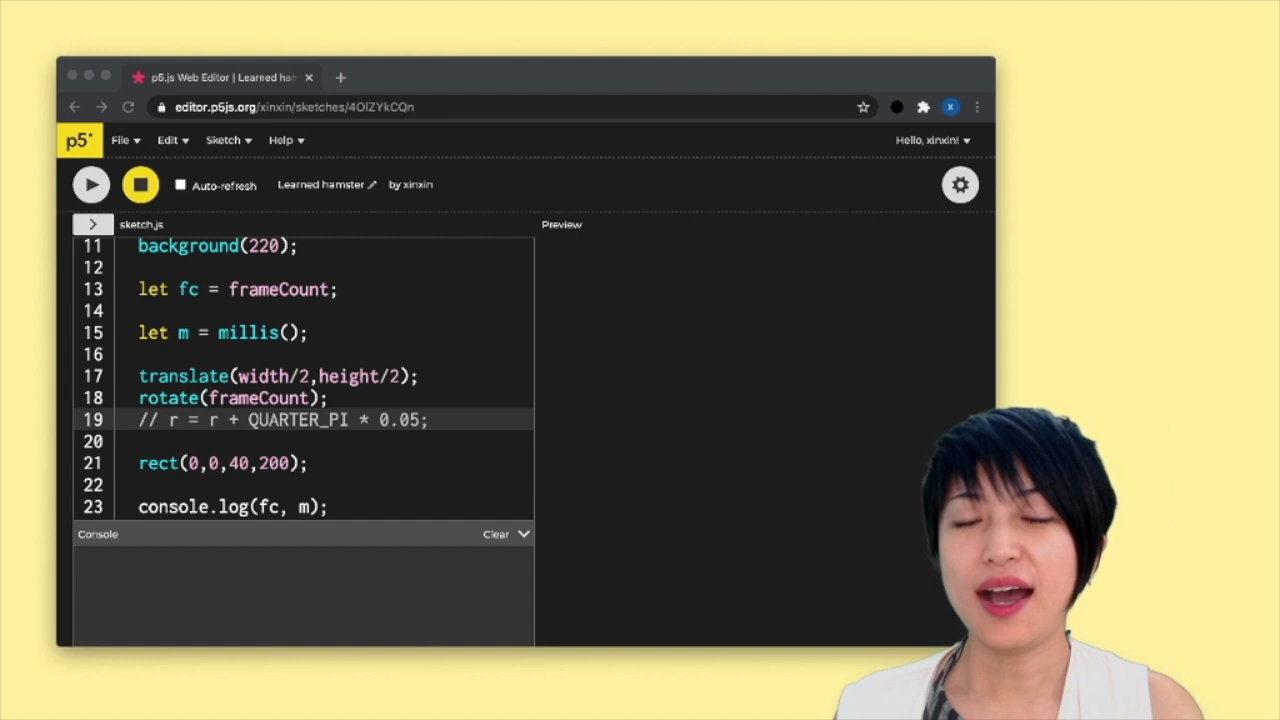 p5.js Web Editor | Learned ham
editor.p5js.org/xinxin/sketches/4OlZYkCQn
x
p5* File Edit Sketch Help Hello, xinxin!
Auto-refresh Learned hamster by xinxin
sketch.js Preview
11 background(220);
12
13 let fc = frameCount;
14
15 let m = millis();
16
17 translate(width/2,height/2);
18 rotate(frameCount);
19 // r = r + QUARTER_PI * 0.05;
20
21 rect(0,0,40,200);
22
23 console.log(fc, m);
Console Clear